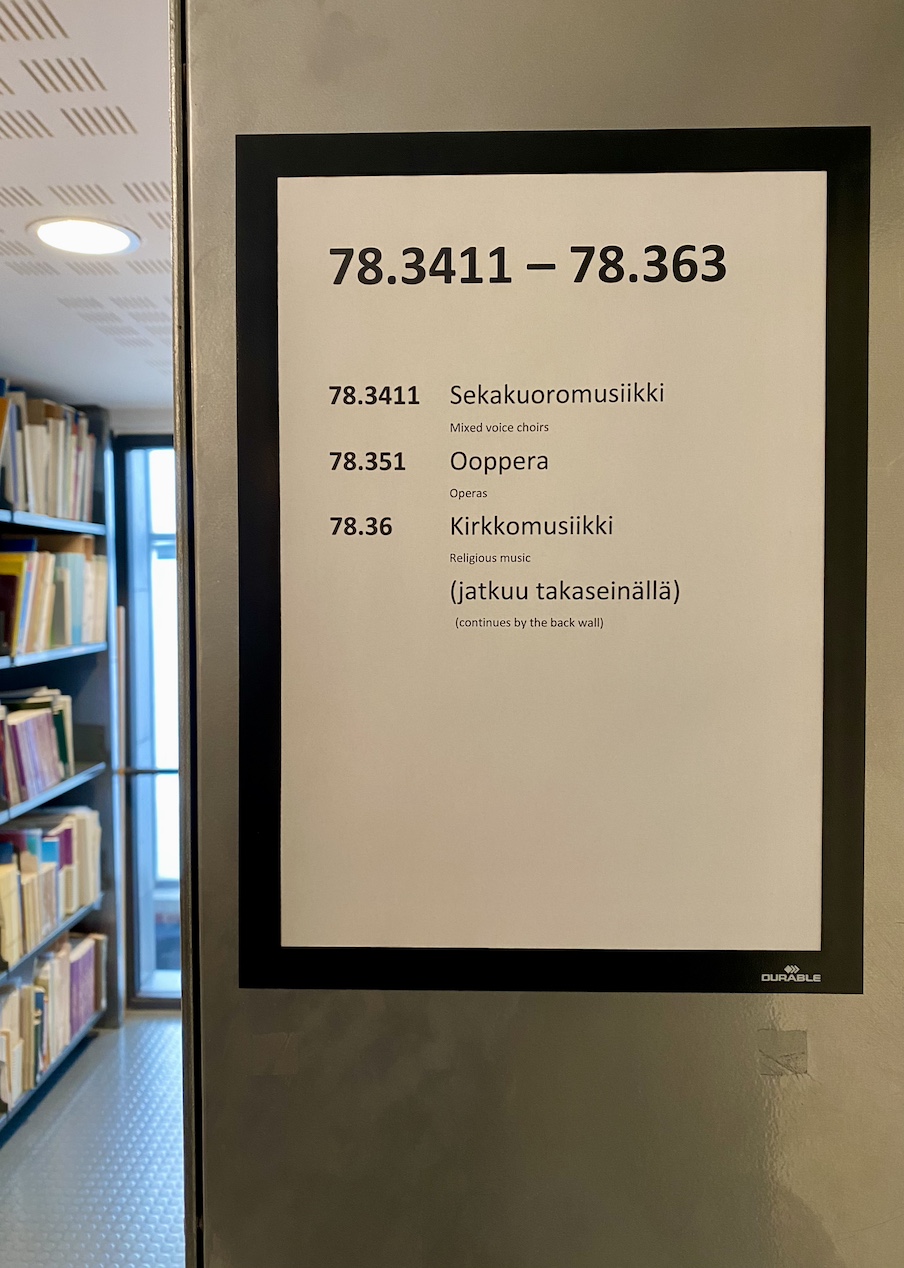 78.3411 – 78.363
78.3411 Sekakuoromusiikki
Mixed voice choirs
78.351 Ooppera
Operas
78.36 Kirkkomusiikki
Religious music
(jatkuu takaseinällä)
(continues by the back wall)
DURABLE